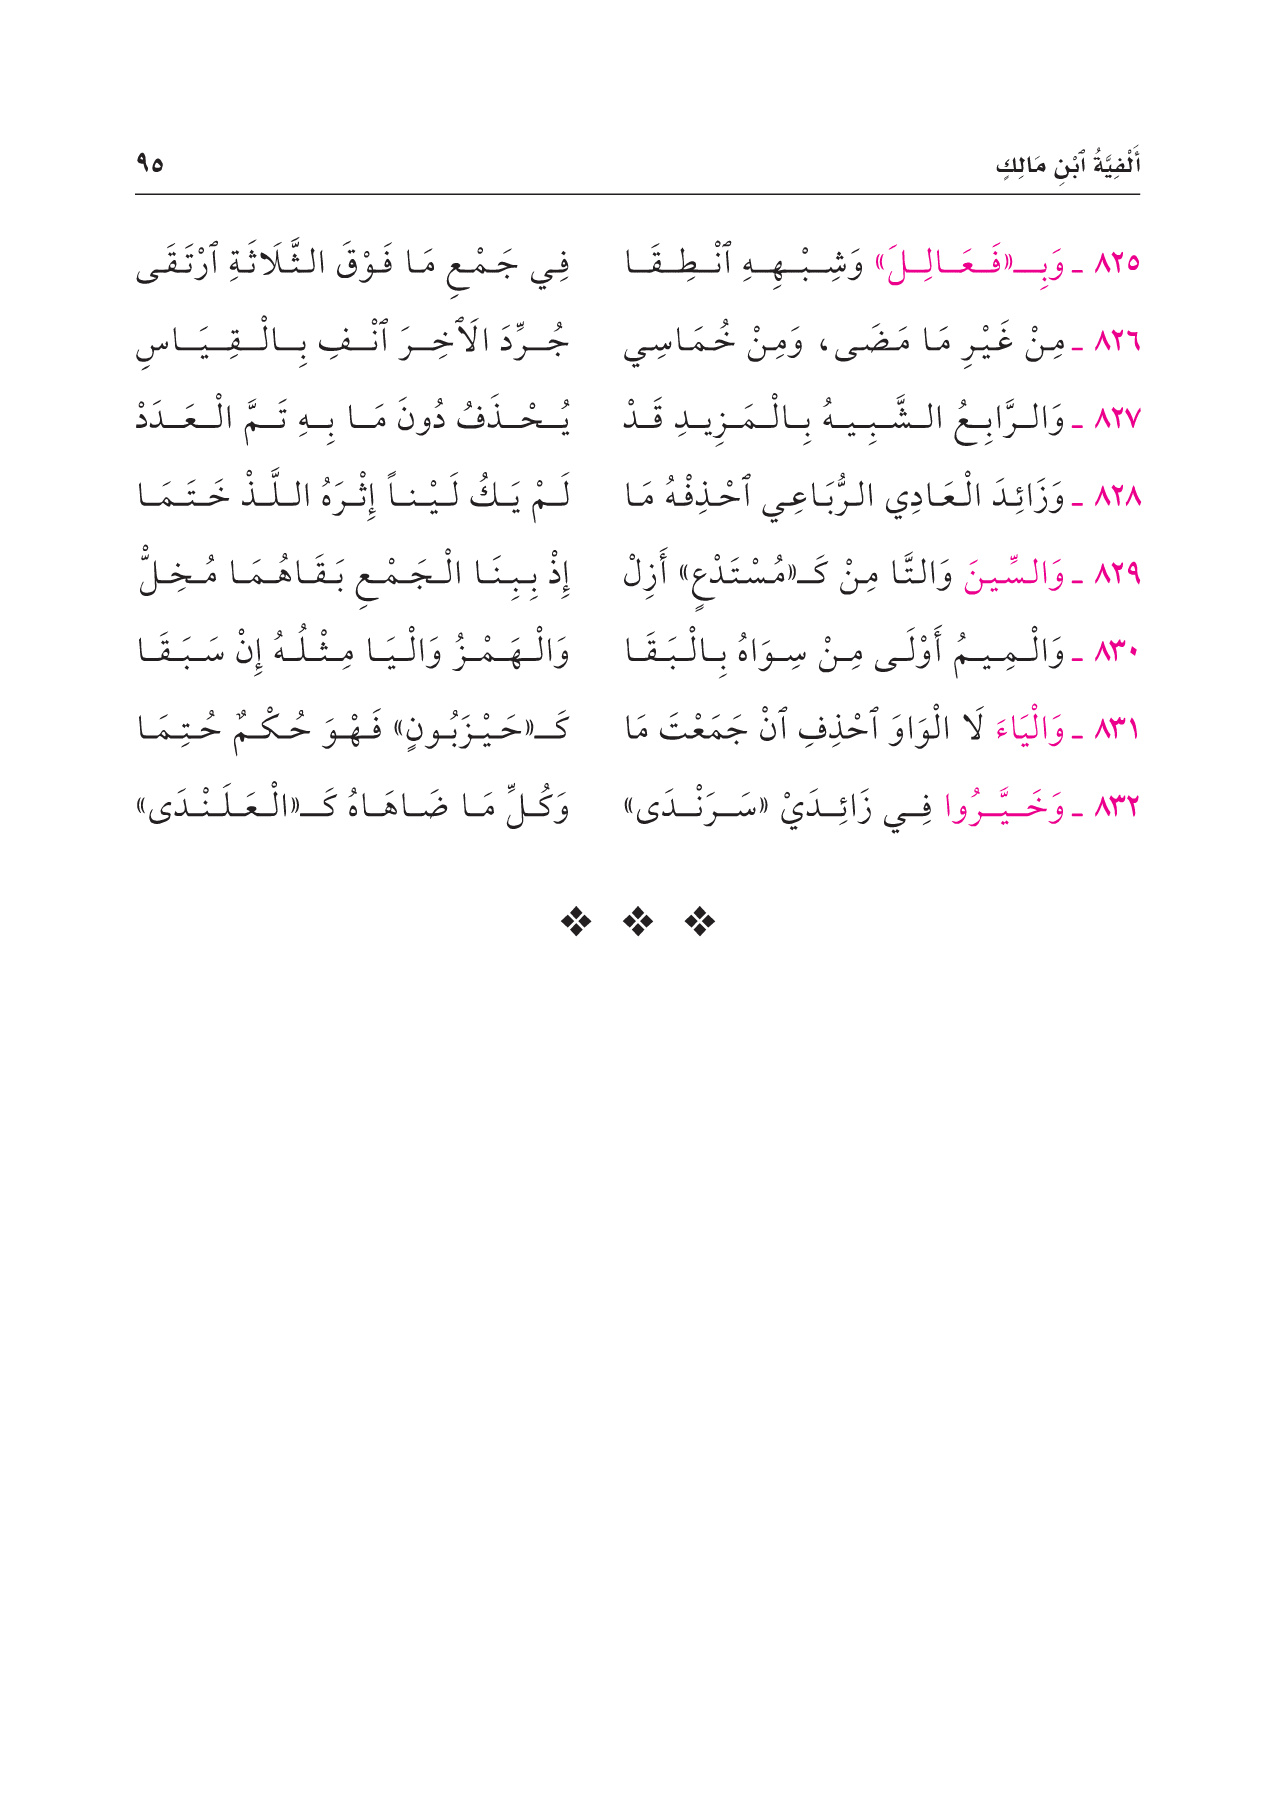 أَلْفِيَّةُ ٱبْنِ مَالِكٍ ٩٥
٨٢٥ ـ وَبِـ«فَعَالِلَ» وَشِبْهِهِ ٱنْطِقَا فِي جَمْعِ مَا فَوْقَ الثَّلَاثَةِ ٱرْتَقَى
٨٢٦ ـ مِنْ غَيْرِ مَا مَضَى، وَمِنْ خُمَاسِي جُرِّدَ الَٱخِرَ ٱنْفِ بِالْقِيَاسِ
٨٢٧ ـ وَالرَّابِعُ الشَّبِيهُ بِالْمَزِيدِ قَدْ يُحْذَفُ دُونَ مَا بِهِ تَمَّ الْعَدَدْ
٨٢٨ ـ وَزَائِدَ الْعَادِي الرُّبَاعِي ٱحْذِفْهُ مَا لَمْ يَكُ لَيْناً إِثْرَهُ اللَّذْ خَتَمَا
٨٢٩ ـ وَالسِّينَ وَالتَّا مِنْ كَـ«مُسْتَدْعٍ» أَزِلْ إِذْ بِبِنَا الْجَمْعِ بَقَاهُمَا مُخِلّْ
٨٣٠ ـ وَالْمِيمُ أَوْلَى مِنْ سِوَاهُ بِالْبَقَا وَالْهَمْزُ وَالْيَا مِثْلُهُ إِنْ سَبَقَا
٨٣١ ـ وَالْيَاءَ لَا الْوَاوَ ٱحْذِفِ ٱنْ جَمَعْتَ مَا كَـ«حَيْزَبُونٍ» فَهْوَ حُكْمٌ حُتِمَا
٨٣٢ ـ وَخَيَّرُوا فِي زَائِدَيْ «سَرَنْدَى» وَكُلِّ مَا ضَاهَاهُ كَـ«الْعَلَنْدَى»